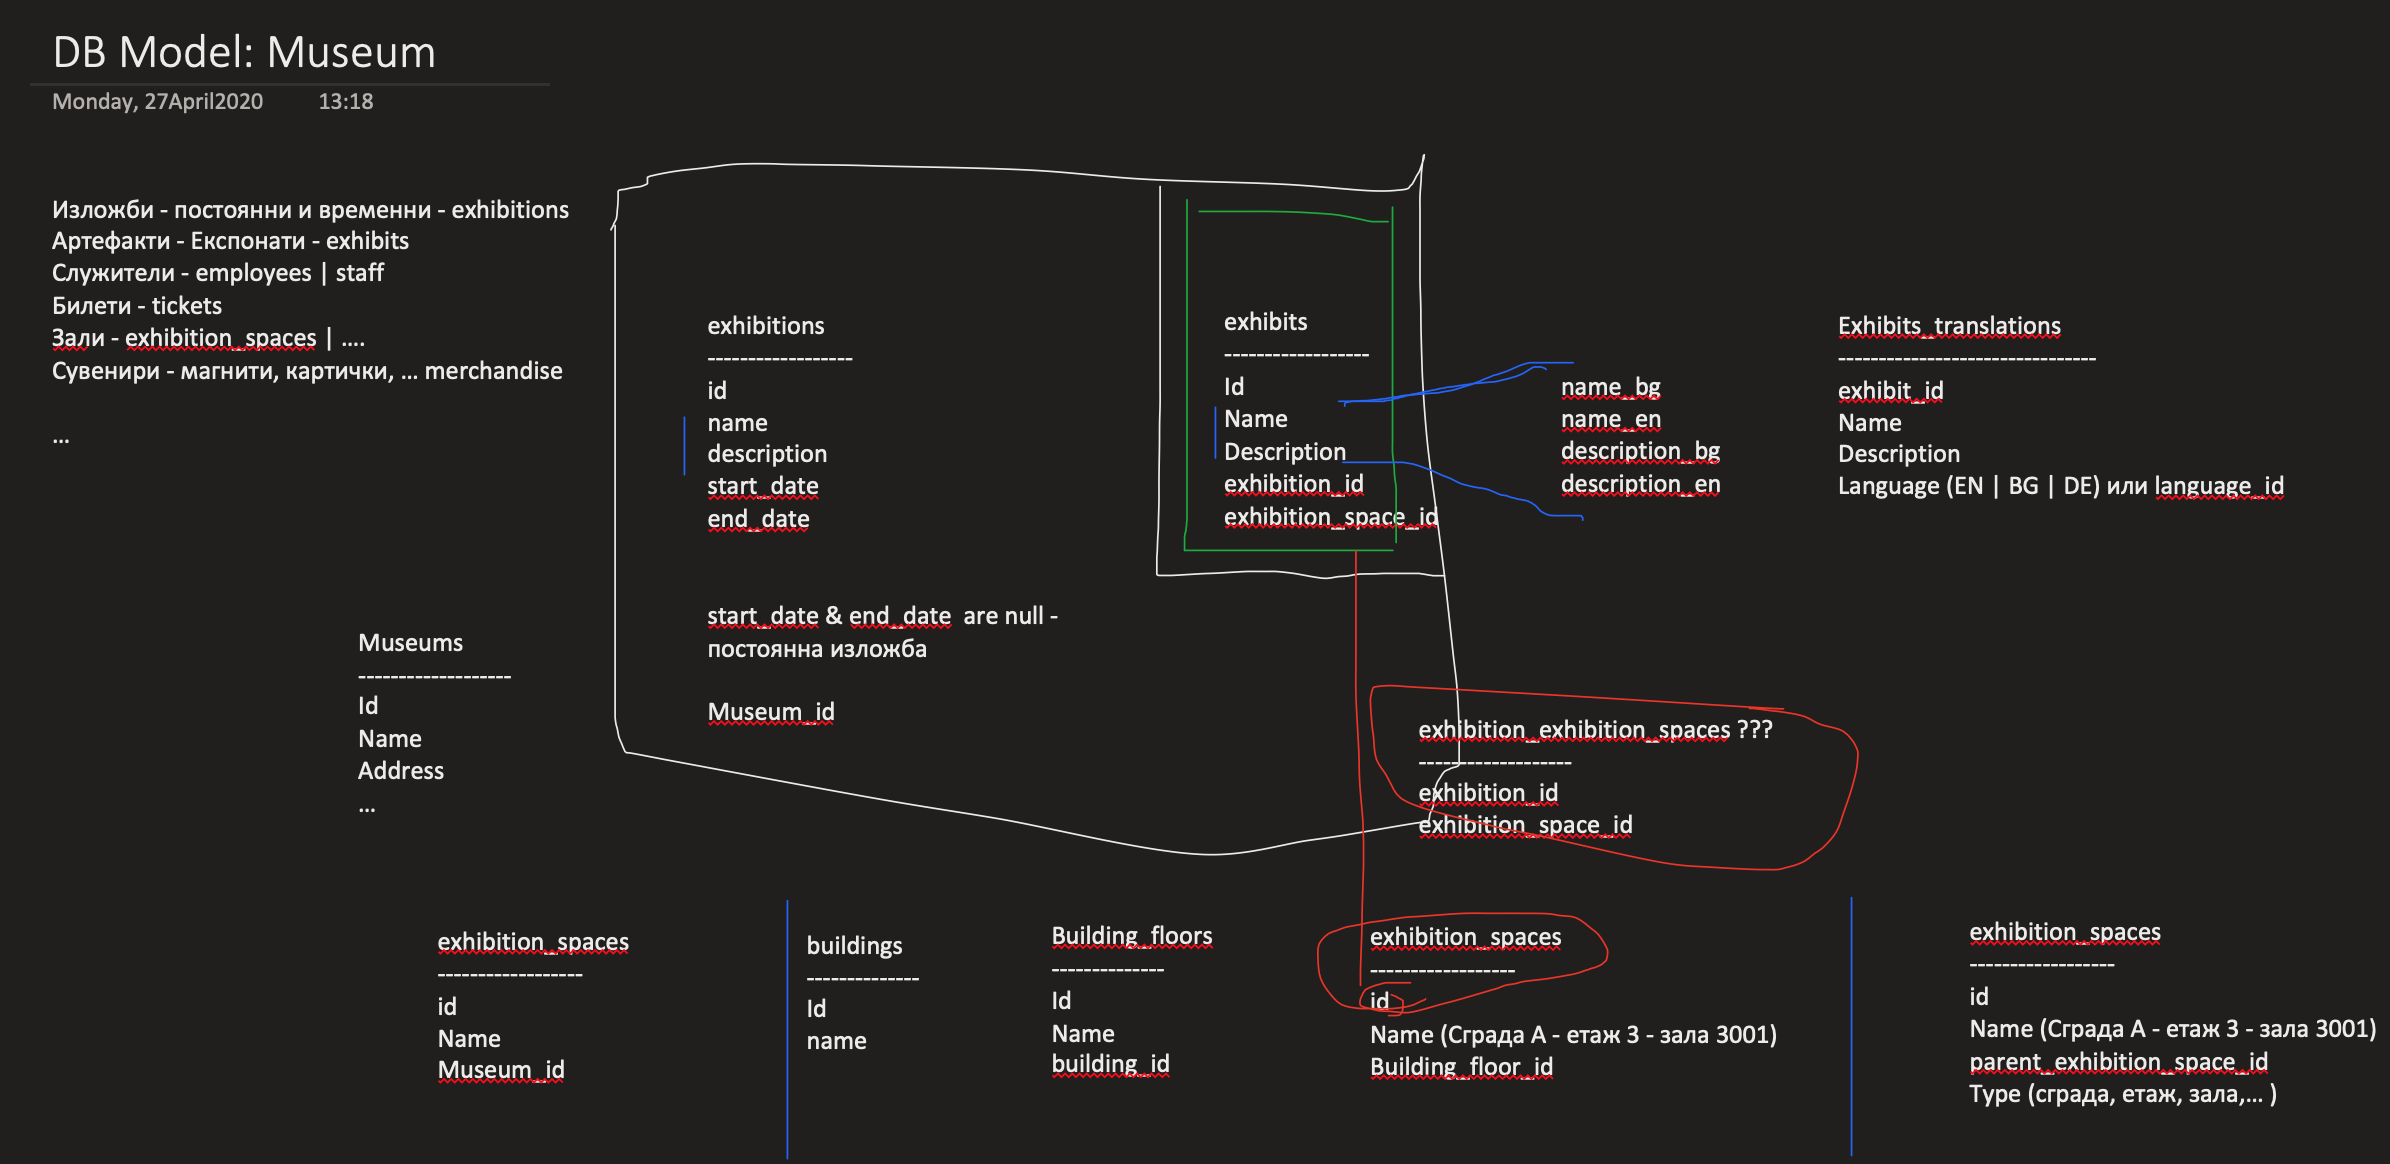 DB Model: Museum
Monday, 27April2020 13:18
Изложби - постоянни и временни - exhibitions
Артефакти - Експонати - exhibits
Служители - employees | staff
Билети - tickets
Зали - exhibition_spaces | ....
Сувенири - магнити, картички, ... merchandise
...
exhibitions
------------------
id
name
description
start_date
end_date
start_date & end_date are null -
постоянна изложба
Museum_id
exhibits
------------------
Id
Name
Description
exhibition_id
exhibition_space_id
name_bg
name_en
description_bg
description_en
Exhibits_translations
--------------------------------
exhibit_id
Name
Description
Language (EN | BG | DE) или language_id
Museums
-------------------
Id
Name
Address
...
exhibition_exhibition_spaces ???
-------------------
exhibition_id
exhibition_space_id
exhibition_spaces
------------------
id
Name
Museum_id
buildings
--------------
Id
name
Building_floors
--------------
Id
Name
building_id
exhibition_spaces
------------------
id
Name (Сграда А - етаж 3 - зала 3001)
Building_floor_id
exhibition_spaces
------------------
id
Name (Сграда А - етаж 3 - зала 3001)
parent_exhibition_space_id
Type (сграда, етаж, зала,... )